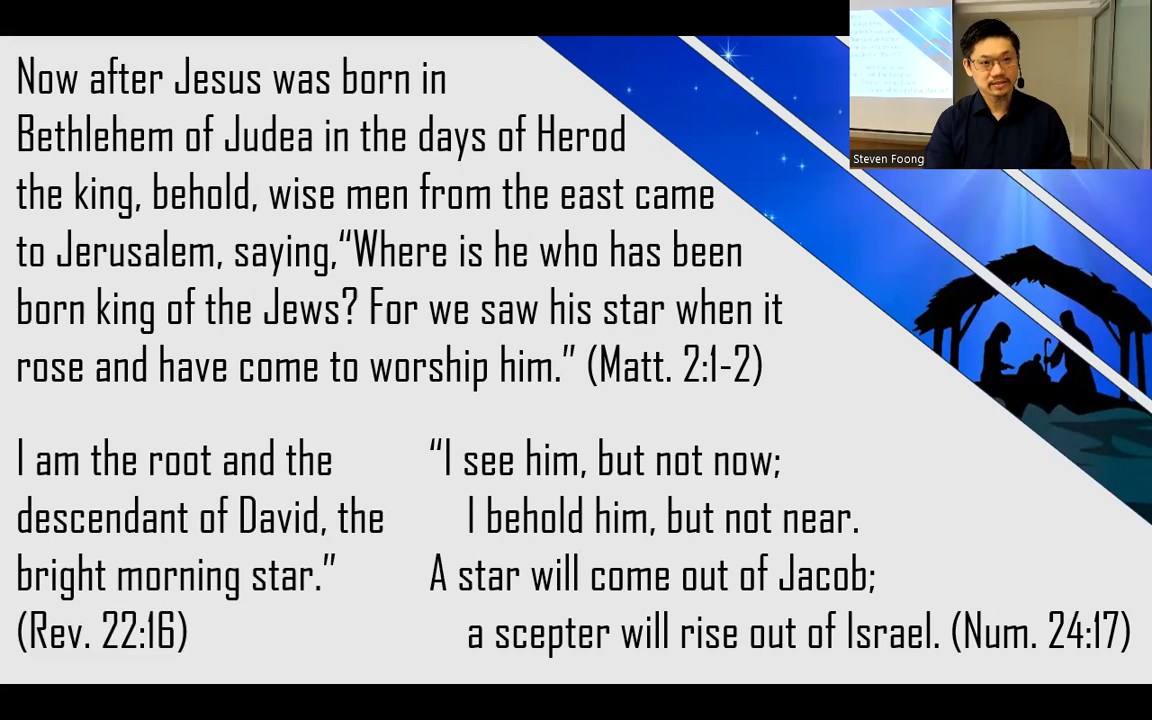 Now after Jesus was born in
Bethlehem of Judea in the days of Herod
the king, behold, wise men from the east came
to Jerusalem, saying,“Where is he who has been
born king of the Jews? For we saw his star when it
rose and have come to worship him.” (Matt. 2:1-2)
I am the root and the
descendant of David, the
bright morning star.”
(Rev. 22:16)
“I see him, but not now;
I behold him, but not near.
A star will come out of Jacob;
a scepter will rise out of Israel. (Num. 24:17)
Steven Foong